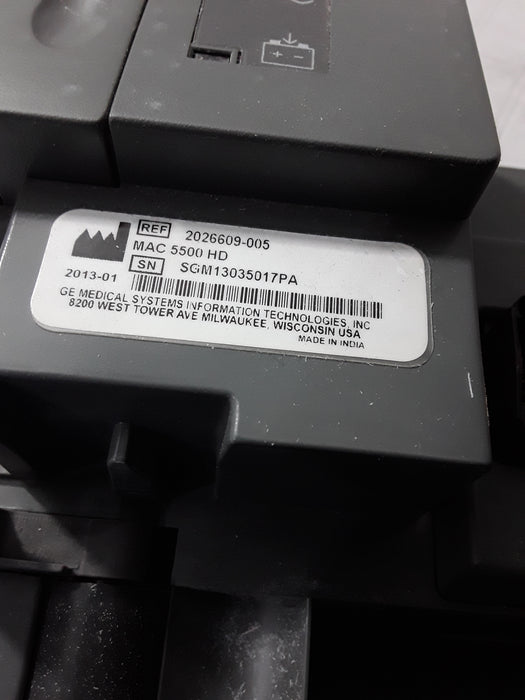 REF 2026609-005
MAC 5500 HD
SN SGM13035017PA
2013-01
GE MEDICAL SYSTEMS INFORMATION TECHNOLOGIES, INC
8200 WEST TOWER AVE MILWAUKEE, WISCONSIN USA
MADE IN INDIA